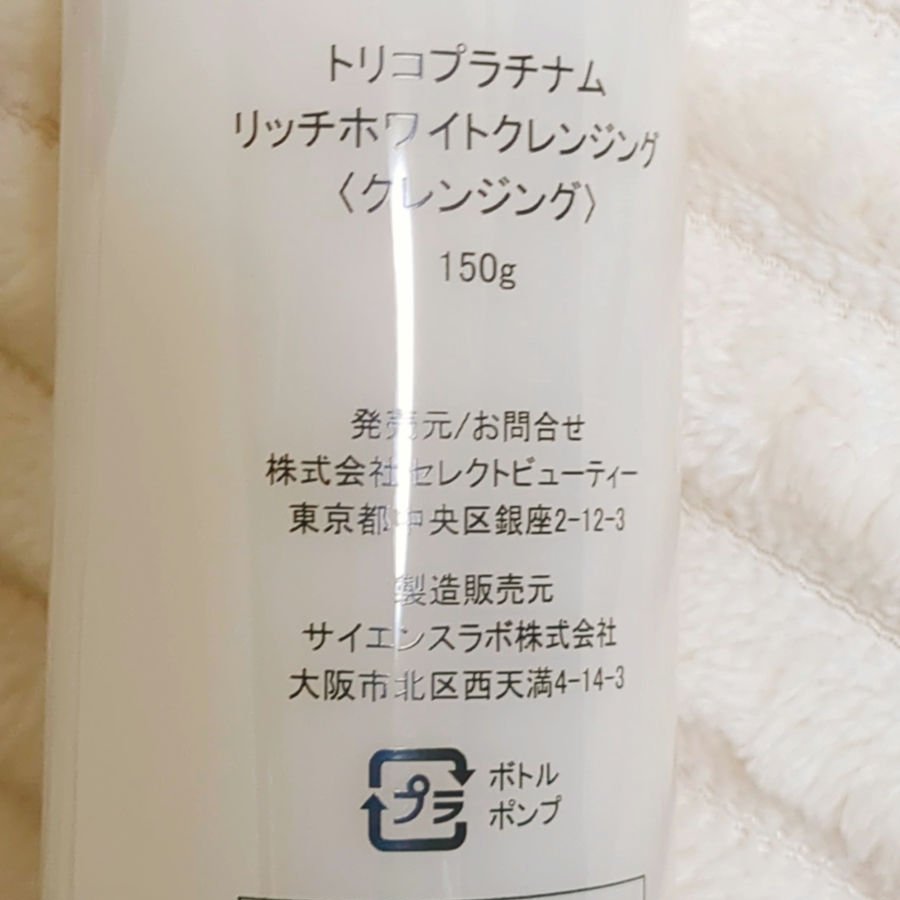 トリコプラチナム
リッチホワイトクレンジング
〈クレンジング〉
150g
発売元/お問合せ
株式会社セレクトビューティー
東京都中央区銀座2-12-3
製造販売元
サイエンスラボ株式会社
大阪市北区西天満4-14-3
プラ
ボトル
ポンプ